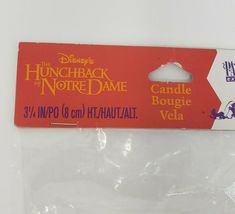 Disney's
THE HUNCHBACK
OF NOTRE DAME
3¼ IN/PO (8 cm) HT./HAUT./ALT.
Candle
Bougie
Vela